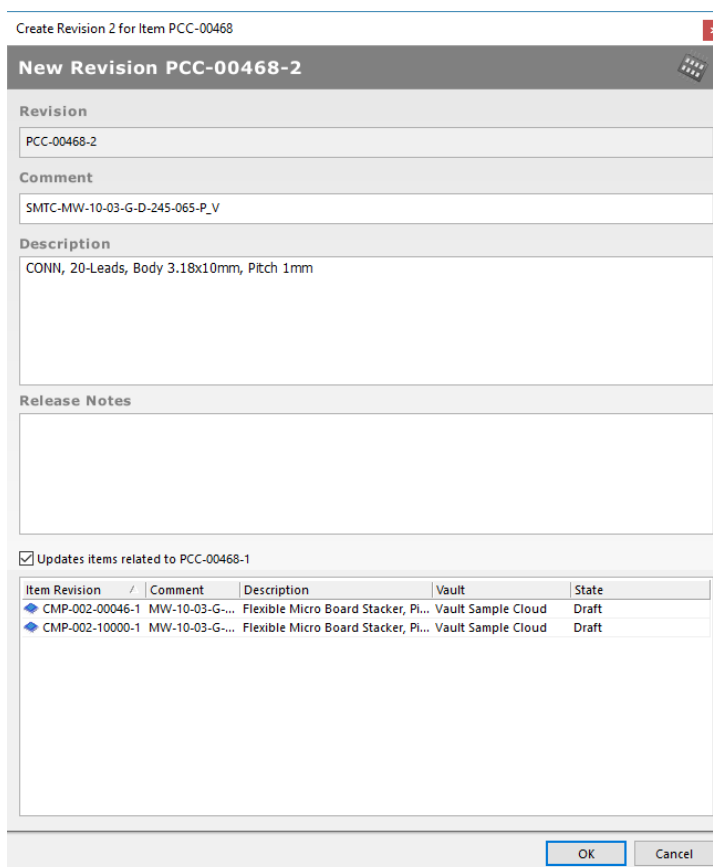 Create Revision 2 for Item PCC-00468
New Revision PCC-00468-2
Revision
PCC-00468-2
Comment
SMTC-MW-10-03-G-D-245-065-P_V
Description
CONN, 20-Leads, Body 3.18x10mm, Pitch 1mm
Release Notes
Updates items related to PCC-00468-1
Item Revision / Comment Description Vault State
CMP-002-00046-1 MW-10-03-G-... Flexible Micro Board Stacker, Pi... Vault Sample Cloud Draft
CMP-002-10000-1 MW-10-03-G-... Flexible Micro Board Stacker, Pi... Vault Sample Cloud Draft
OK Cancel